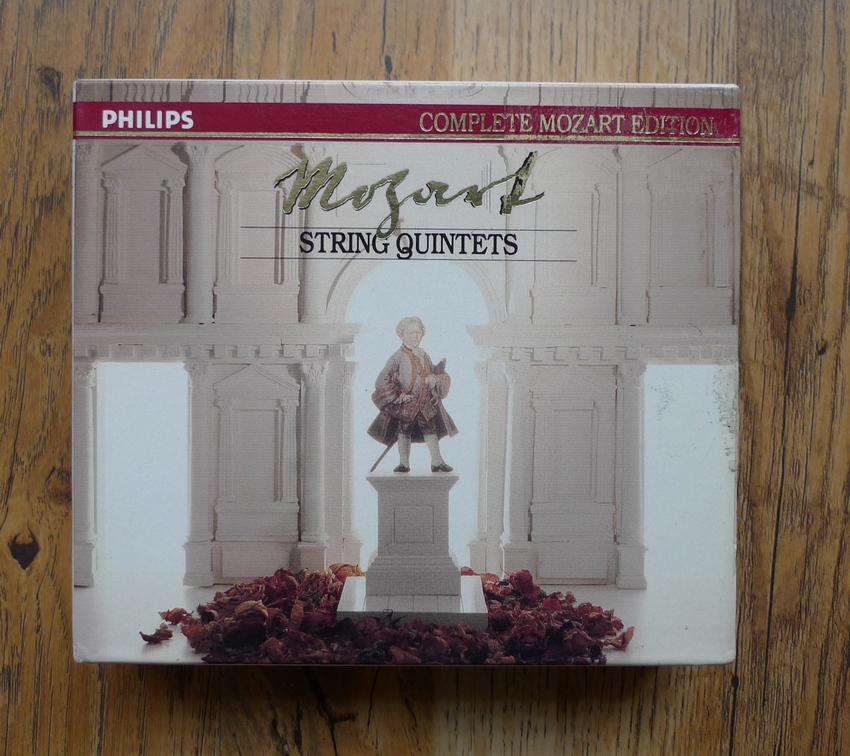 PHILIPS
COMPLETE MOZART EDITION
Mozart
STRING QUINTETS